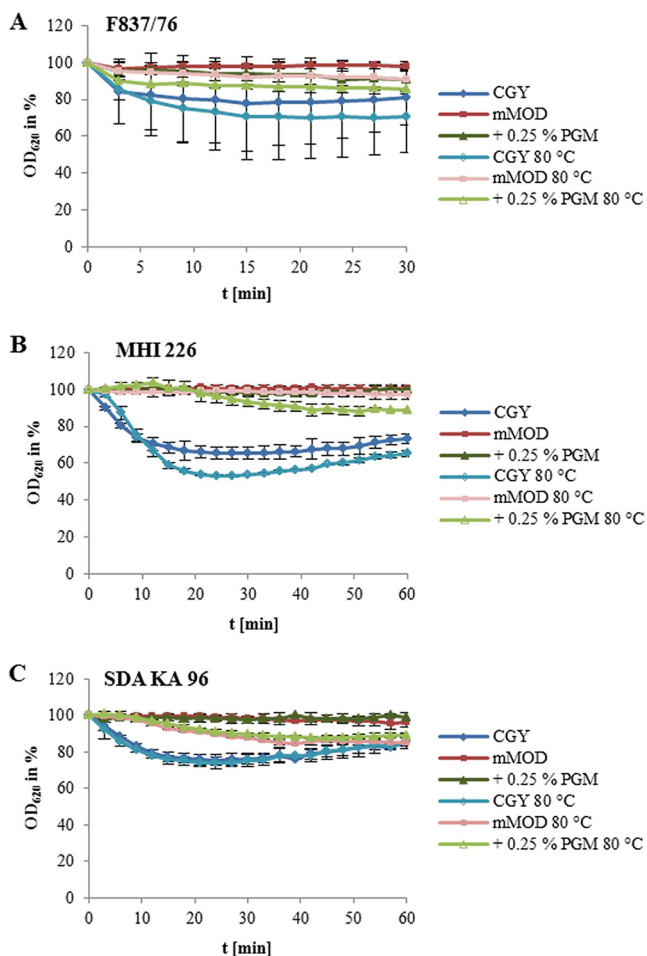 A
F837/76
120
100
80
60
40
20
0
OD620 in %
0 5 10 15 20 25 30
t [min]
CGY
mMOD
+ 0.25 % PGM
CGY 80 °C
mMOD 80 °C
+ 0.25 % PGM 80 °C
B
MHI 226
120
100
80
60
40
20
0
OD620 in %
0 10 20 30 40 50 60
t [min]
CGY
mMOD
+ 0.25 % PGM
CGY 80 °C
mMOD 80 °C
+ 0.25 % PGM 80 °C
C
SDA KA 96
120
100
80
60
40
20
0
OD620 in %
0 10 20 30 40 50 60
t [min]
CGY
mMOD
+ 0.25 % PGM
CGY 80 °C
mMOD 80 °C
+ 0.25 % PGM 80 °C